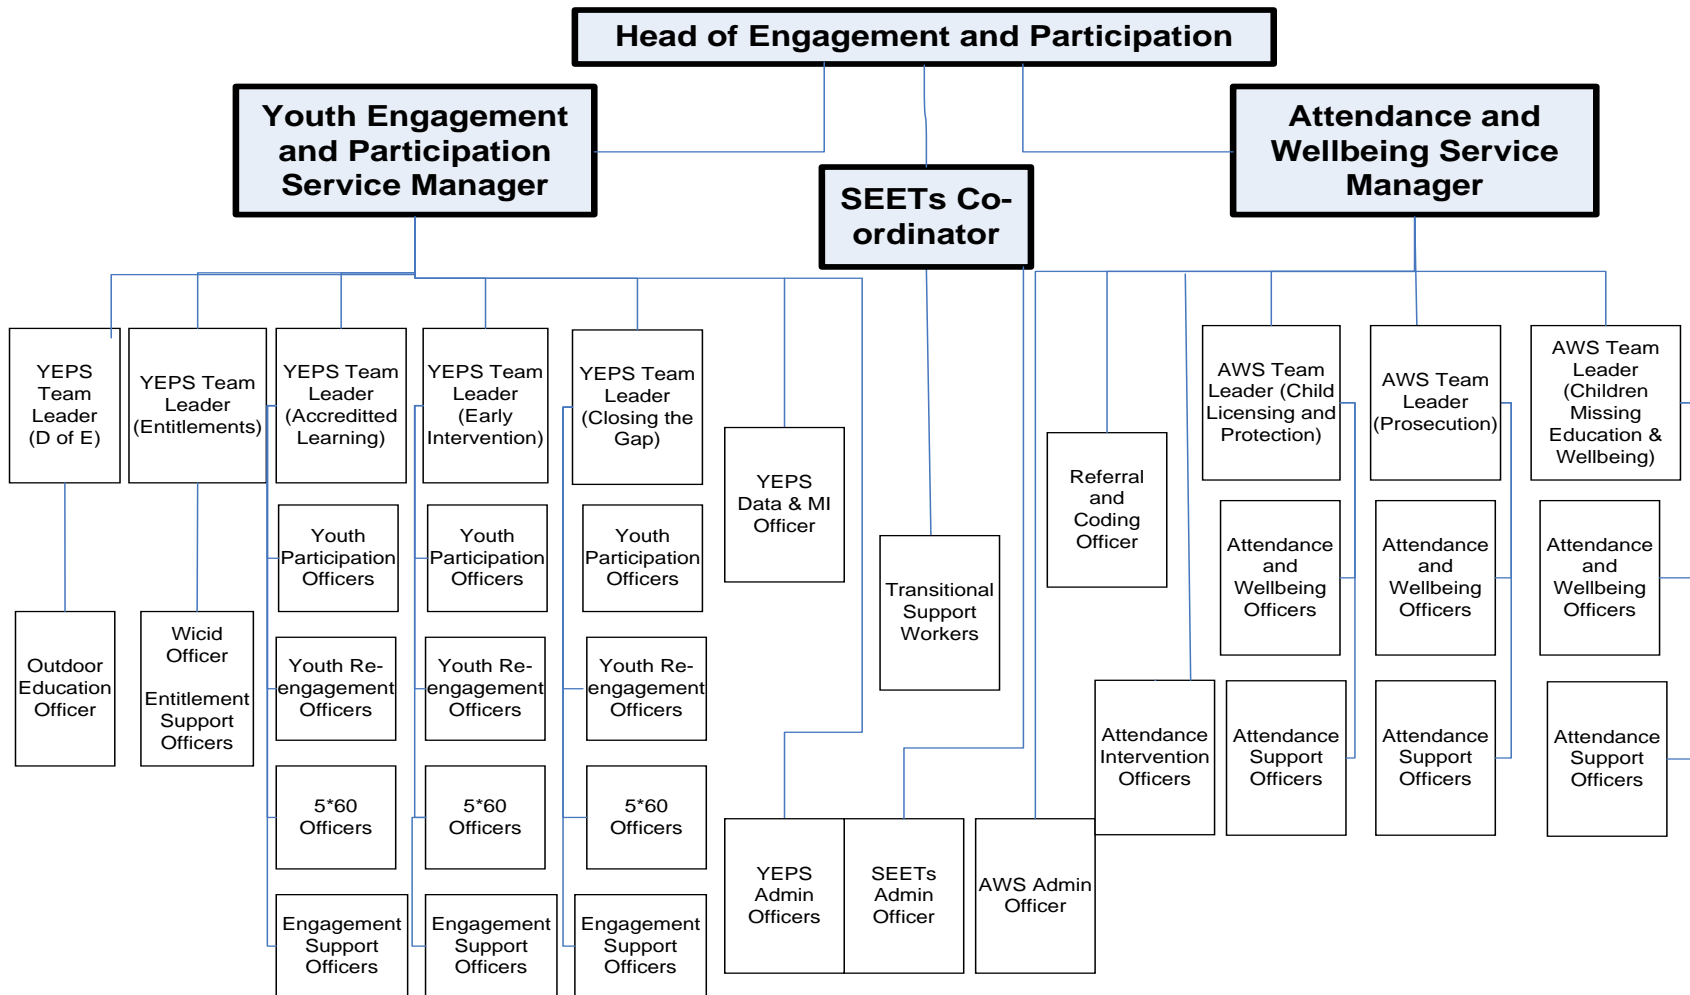 Head of Engagement and Participation
Youth Engagement
and Participation
Service Manager
SEETs Co-
ordinator
Attendance and
Wellbeing Service
Manager
YEPS
Team
Leader
(D of E)
YEPS Team
Leader
(Entitlements)
YEPS Team
Leader
(Accreditted
Learning)
YEPS Team
Leader
(Early
Intervention)
YEPS Team
Leader
(Closing the
Gap)
YEPS
Data & MI
Officer
Referral
and
Coding
Officer
AWS Team
Leader (Child
Licensing and
Protection)
AWS Team
Leader
(Prosecution)
AWS Team
Leader
(Children
Missing
Education &
Wellbeing)
Youth
Participation
Officers
Youth
Participation
Officers
Youth
Participation
Officers
Transitional
Support
Workers
Attendance
and
Wellbeing
Officers
Attendance
and
Wellbeing
Officers
Attendance
and
Wellbeing
Officers
Outdoor
Education
Officer
Wicid
Officer
Entitlement
Support
Officers
Youth Re-
engagement
Officers
Youth Re-
engagement
Officers
Youth Re-
engagement
Officers
Attendance
Intervention
Officers
Attendance
Support
Officers
Attendance
Support
Officers
Attendance
Support
Officers
5*60
Officers
5*60
Officers
5*60
Officers
YEPS
Admin
Officers
SEETs
Admin
Officer
AWS Admin
Officer
Engagement
Support
Officers
Engagement
Support
Officers
Engagement
Support
Officers